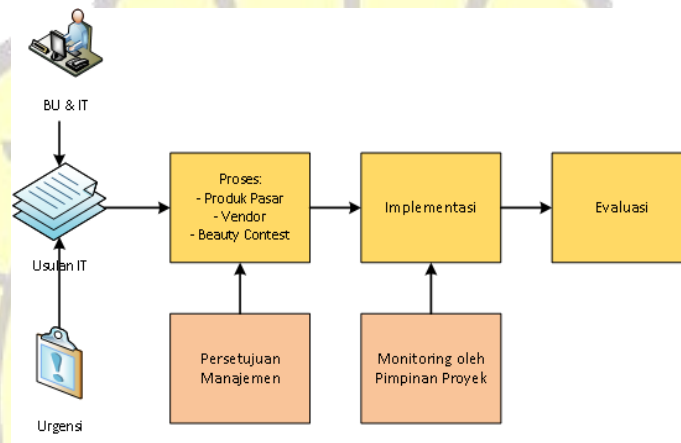 BU & IT
Usulan IT
Urgensi
Proses:
- Produk Pasar
- Vendor
- Beauty Contest
Implementasi
Evaluasi
Persetujuan
Manajemen
Monitoring oleh
Pimpinan Proyek